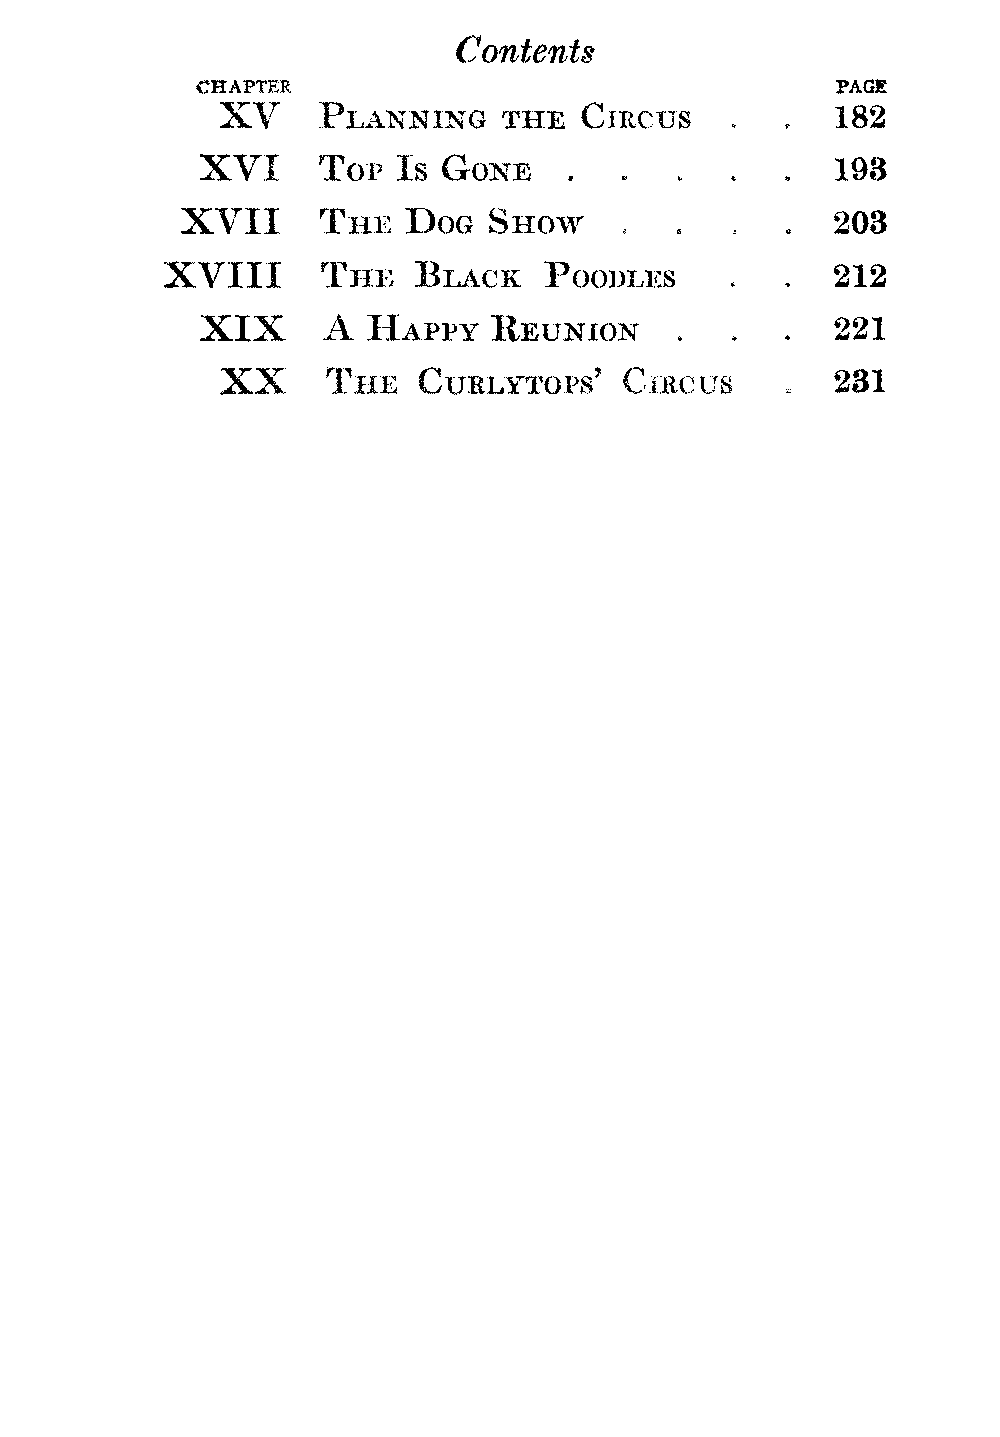 Contents
CHAPTER PAGE
XV PLANNING THE CIRCUS . . 182
XVI TOP IS GONE . . . . . 193
XVII THE DOG SHOW . . . . 203
XVIII THE BLACK POODLES . . 212
XIX A HAPPY REUNION . . . 221
XX THE CURLYTOPS' CIRCUS . 231